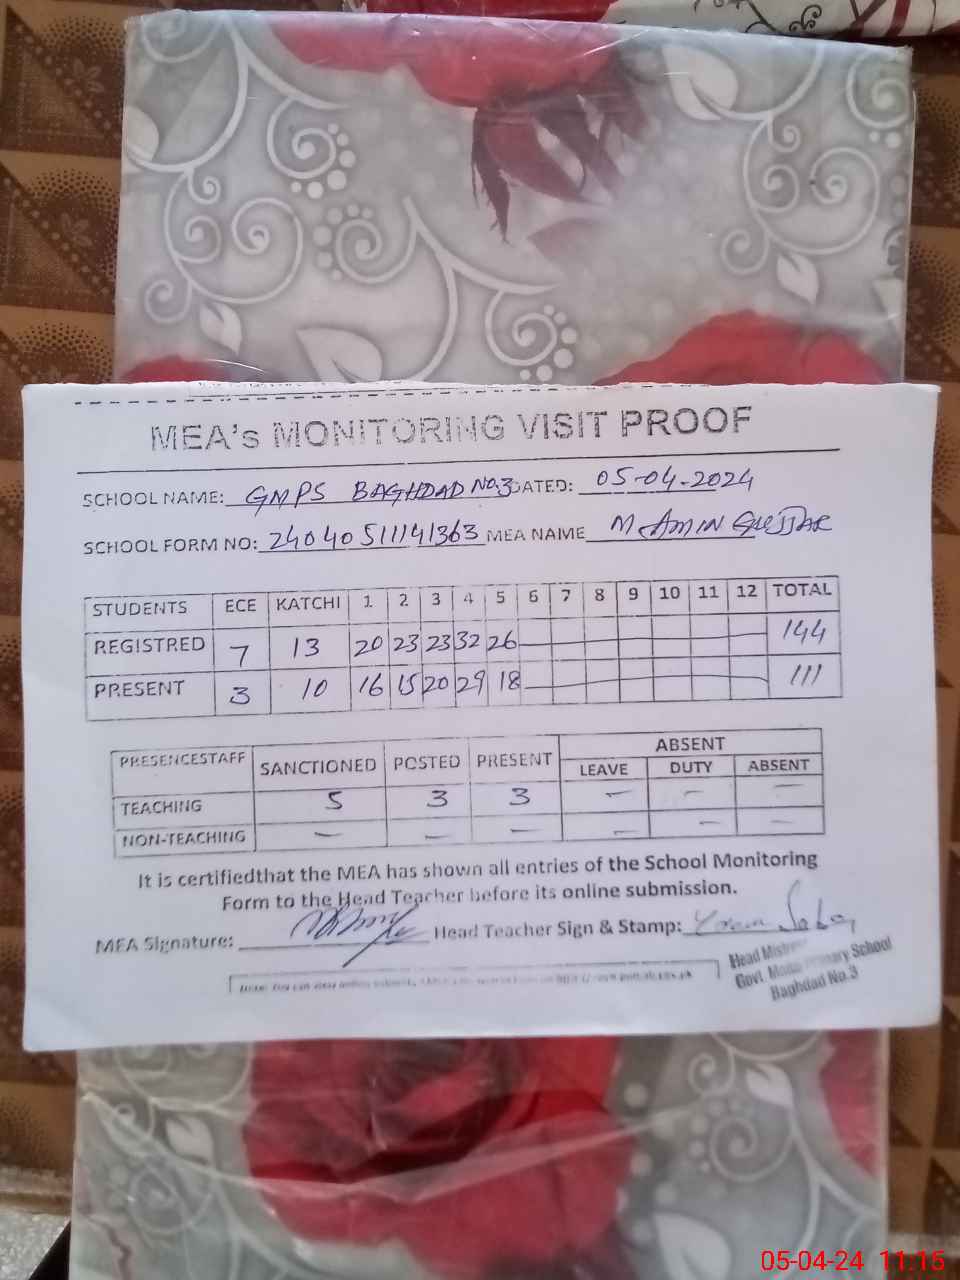 MEA's MONITORING VISIT PROOF
SCHOOL NAME: GMPS BAGHDAD NO.3 DATED: 05-04-2024
SCHOOL FORM NO: 24040511141363 MEA NAME M AMIN GUJJAR
STUDENTS ECE KATCHI 1 2 3 4 5 6 7 8 9 10 11 12 TOTAL
REGISTRED 7 13 20 23 23 32 26 144
PRESENT 3 10 16 15 20 29 18 111
PRESENCESTAFF SANCTIONED POSTED PRESENT ABSENT
LEAVE DUTY ABSENT
TEACHING 5 3 3 - - -
NON-TEACHING - - - - - -
It is certifiedthat the MEA has shown all entries of the School Monitoring
Form to the Head Teacher before its online submission.
MEA Signature: Head Teacher Sign & Stamp:
Head Mistress
Govt. Model Primary School
Baghdad No.3
05-04-24 11:15